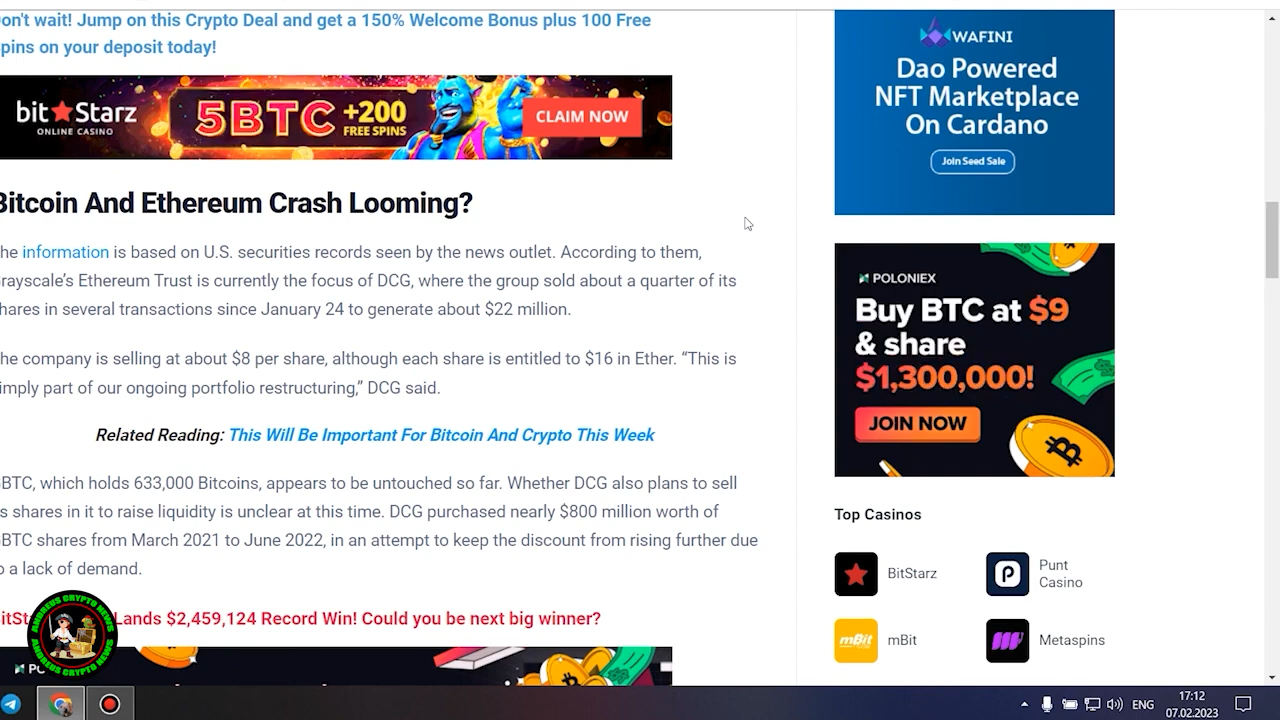 on't wait! Jump on this Crypto Deal and get a 150% Welcome Bonus plus 100 Free
pins on your deposit today!
bit★Starz
ONLINE CASINO
5BTC +200
FREE SPINS
CLAIM NOW
Bitcoin And Ethereum Crash Looming?
he information is based on U.S. securities records seen by the news outlet. According to them,
rayscale's Ethereum Trust is currently the focus of DCG, where the group sold about a quarter of its
hares in several transactions since January 24 to generate about $22 million.
he company is selling at about $8 per share, although each share is entitled to $16 in Ether. “This is
imply part of our ongoing portfolio restructuring,” DCG said.
Related Reading: This Will Be Important For Bitcoin And Crypto This Week
BTC, which holds 633,000 Bitcoins, appears to be untouched so far. Whether DCG also plans to sell
s shares in it to raise liquidity is unclear at this time. DCG purchased nearly $800 million worth of
BTC shares from March 2021 to June 2022, in an attempt to keep the discount from rising further due
o a lack of demand.
itSt Lands $2,459,124 Record Win! Could you be next big winner?
ANDREUS CRYPTO NEWS
ANDREUS CRYPTO NEWS
WAFINI
Dao Powered
NFT Marketplace
On Cardano
Join Seed Sale
POLONIEX
Buy BTC at $9
& share
$1,300,000!
JOIN NOW
Top Casinos
BitStarz
Punt
Casino
mBit
mBit
Metaspins
ENG
17:12
07.02.2023